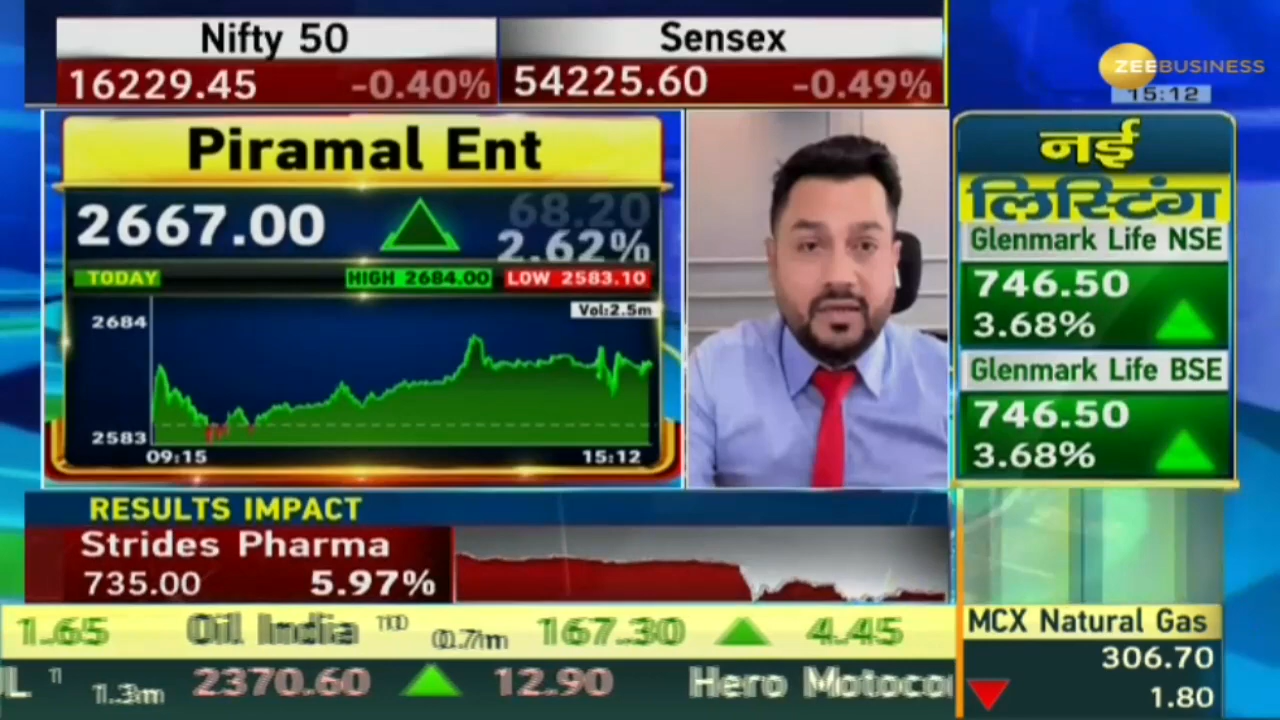 Nifty 50
16229.45 -0.40%
Sensex
54225.60 -0.49%
ZEEBUSINESS
15:12
Piramal Ent
2667.00 68.20
2.62%
TODAY HIGH 2684.00 LOW 2583.10
Vol:2.5m
2684
2583
09:15 15:12
नई
लिस्टिंग
Glenmark Life NSE
746.50
3.68%
Glenmark Life BSE
746.50
3.68%
RESULTS IMPACT
Strides Pharma
735.00 5.97%
1.65 Oil India 0.7m 167.30 4.45
1.3m 2370.60 12.90 Hero Motoco
MCX Natural Gas
306.70
1.80